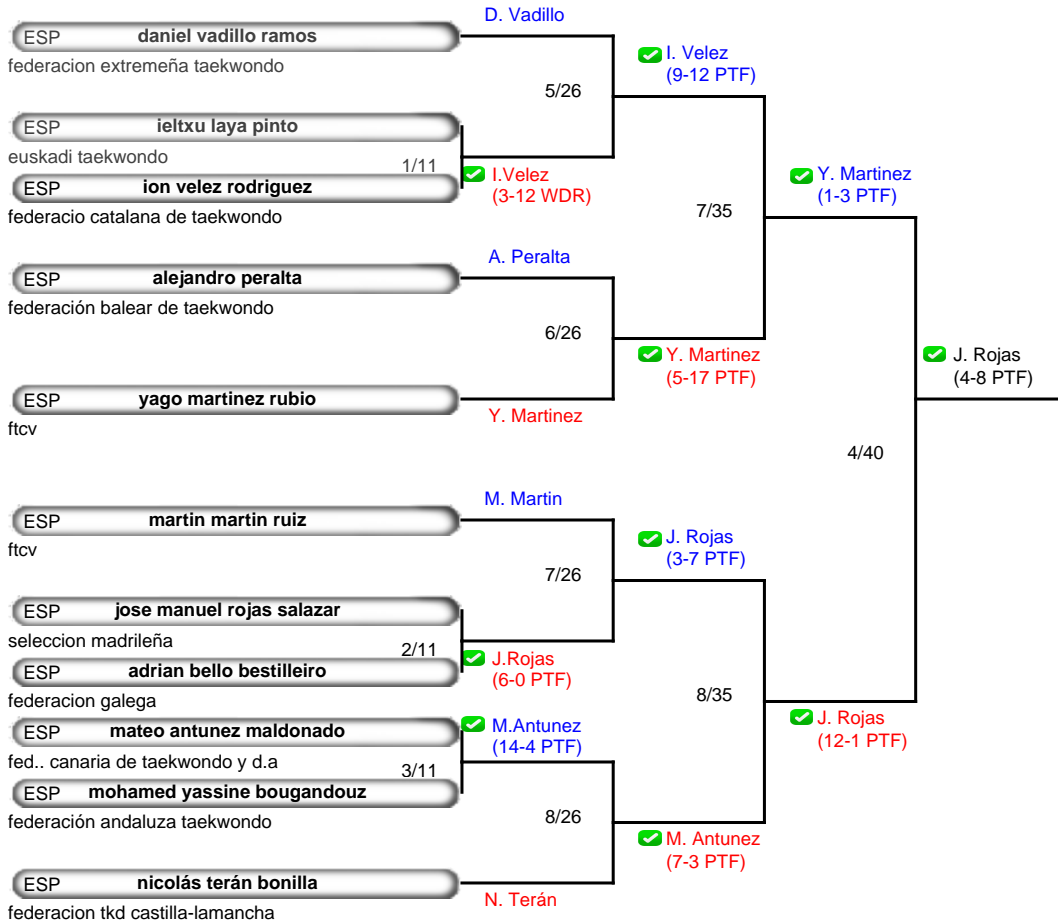 D. Vadillo
ESP daniel vadillo ramos
federacion extremeña taekwondo
I. Velez
(9-12 PTF)
5/26
ESP ieltxu laya pinto
euskadi taekwondo
1/11
I.Velez
(3-12 WDR)
ESP ion velez rodriguez
federacio catalana de taekwondo
Y. Martinez
(1-3 PTF)
7/35
A. Peralta
ESP alejandro peralta
federación balear de taekwondo
6/26
Y. Martinez
(5-17 PTF)
J. Rojas
(4-8 PTF)
ESP yago martinez rubio
ftcv
Y. Martinez
4/40
M. Martin
ESP martin martin ruiz
ftcv
J. Rojas
(3-7 PTF)
7/26
ESP jose manuel rojas salazar
seleccion madrileña
2/11
J.Rojas
(6-0 PTF)
ESP adrian bello bestilleiro
federacion galega
8/35
J. Rojas
(12-1 PTF)
ESP mateo antunez maldonado
fed.. canaria de taekwondo y d.a
M.Antunez
(14-4 PTF)
3/11
ESP mohamed yassine bougandouz
federación andaluza taekwondo
8/26
M. Antunez
(7-3 PTF)
ESP nicolás terán bonilla
federacion tkd castilla-lamancha
N. Terán